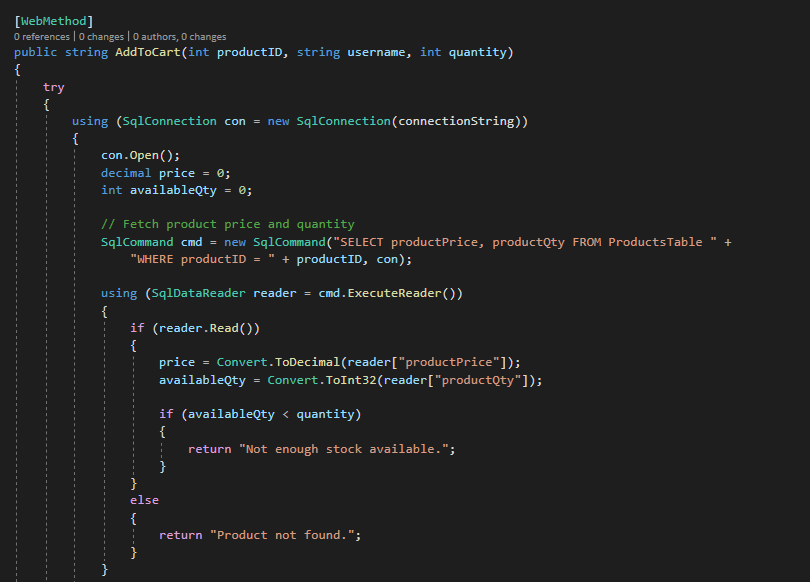 [WebMethod]
0 references | 0 changes | 0 authors, 0 changes
public string AddToCart(int productID, string username, int quantity)
{
    try
    {
        using (SqlConnection con = new SqlConnection(connectionString))
        {
            con.Open();
            decimal price = 0;
            int availableQty = 0;

            // Fetch product price and quantity
            SqlCommand cmd = new SqlCommand("SELECT productPrice, productQty FROM ProductsTable " +
                "WHERE productID = " + productID, con);

            using (SqlDataReader reader = cmd.ExecuteReader())
            {
                if (reader.Read())
                {
                    price = Convert.ToDecimal(reader["productPrice"]);
                    availableQty = Convert.ToInt32(reader["productQty"]);

                    if (availableQty < quantity)
                    {
                        return "Not enough stock available.";
                    }
                }
                else
                {
                    return "Product not found.";
                }
            }